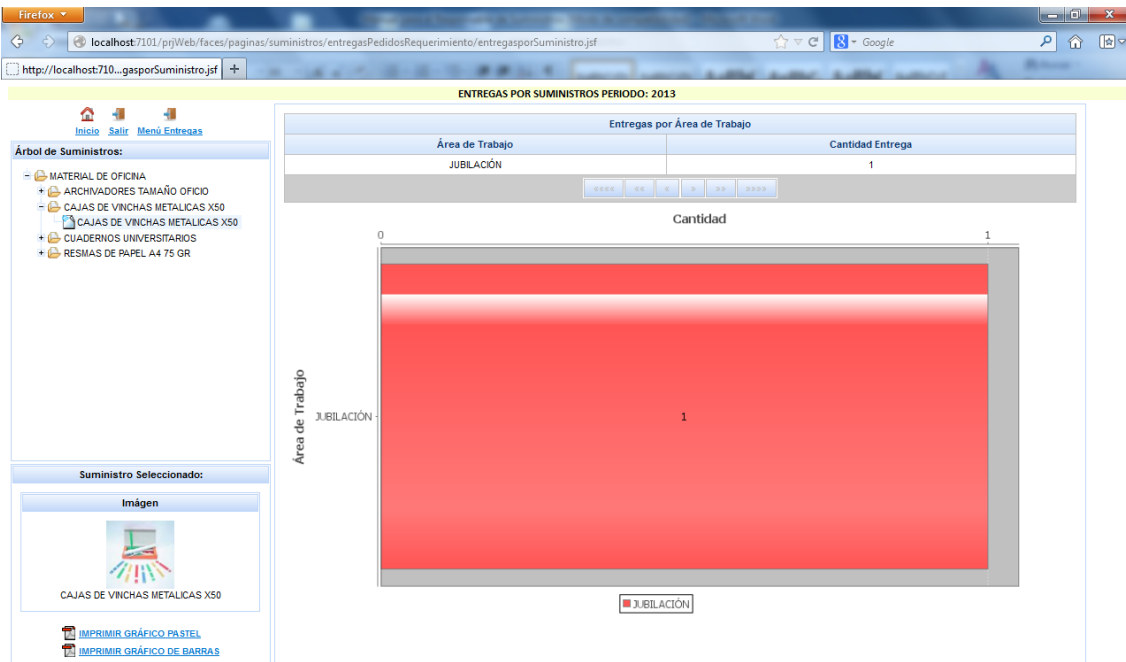 Firefox
localhost:7101/prjWeb/faces/paginas/suministros/entregasPedidosRequerimiento/entregasporSuministro.jsf
Google
http://localhost:710...gasporSuministro.jsf
ENTREGAS POR SUMINISTROS PERIODO: 2013
Inicio Salir Menú Entregas
Árbol de Suministros:
MATERIAL DE OFICINA
ARCHIVADORES TAMAÑO OFICIO
CAJAS DE VINCHAS METALICAS X50
CAJAS DE VINCHAS METALICAS X50
CUADERNOS UNIVERSITARIOS
RESMAS DE PAPEL A4 75 GR
Suministro Seleccionado:
Imágen
CAJAS DE VINCHAS METALICAS X50
IMPRIMIR GRÁFICO PASTEL
IMPRIMIR GRÁFICO DE BARRAS
Entregas por Área de Trabajo
Área de Trabajo Cantidad Entrega
JUBILACIÓN 1
«««« «« « » »» »»»»
Cantidad
0 1
Área de Trabajo
JUBILACIÓN
1
JUBILACIÓN